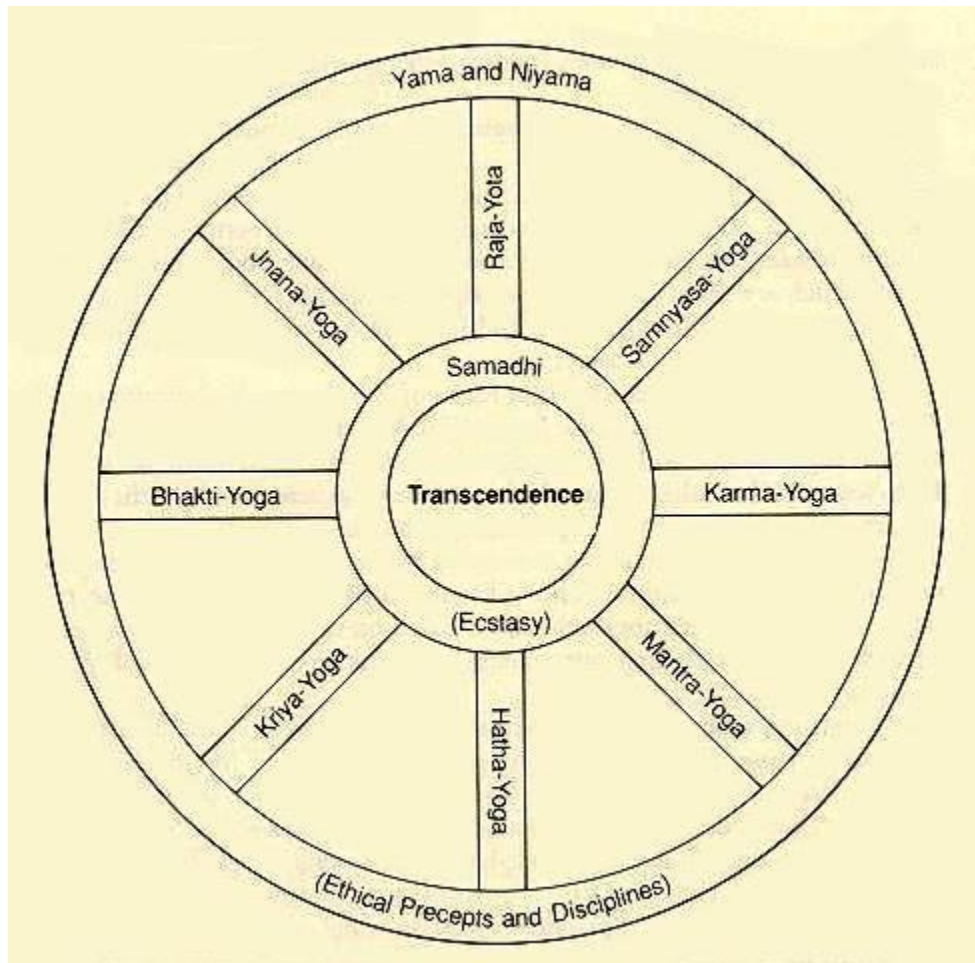 Yama and Niyama
Raja-Yota
Jnana-Yoga
Samnyasa-Yoga
Samadhi
Bhakti-Yoga
Transcendence
Karma-Yoga
(Ecstasy)
Kriya-Yoga
Mantra-Yoga
Hatha-Yoga
(Ethical Precepts and Disciplines)